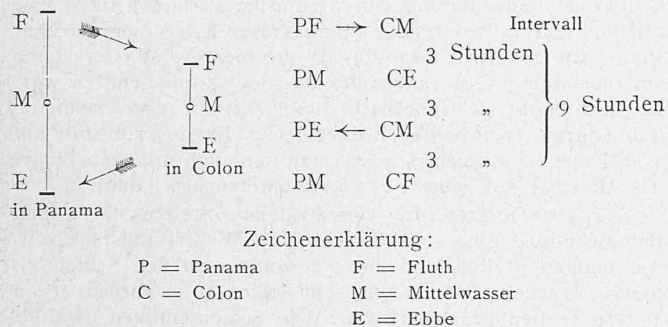 F
F
M
M
E
in Colon
E
in Panama
PF → CM Intervall
3 Stunden
PM CE
3 „
PE ← CM
3 „
PM CF
9 Stunden
Zeichenerklärung:
P = Panama F = Fluth
C = Colon M = Mittelwasser
E = Ebbe